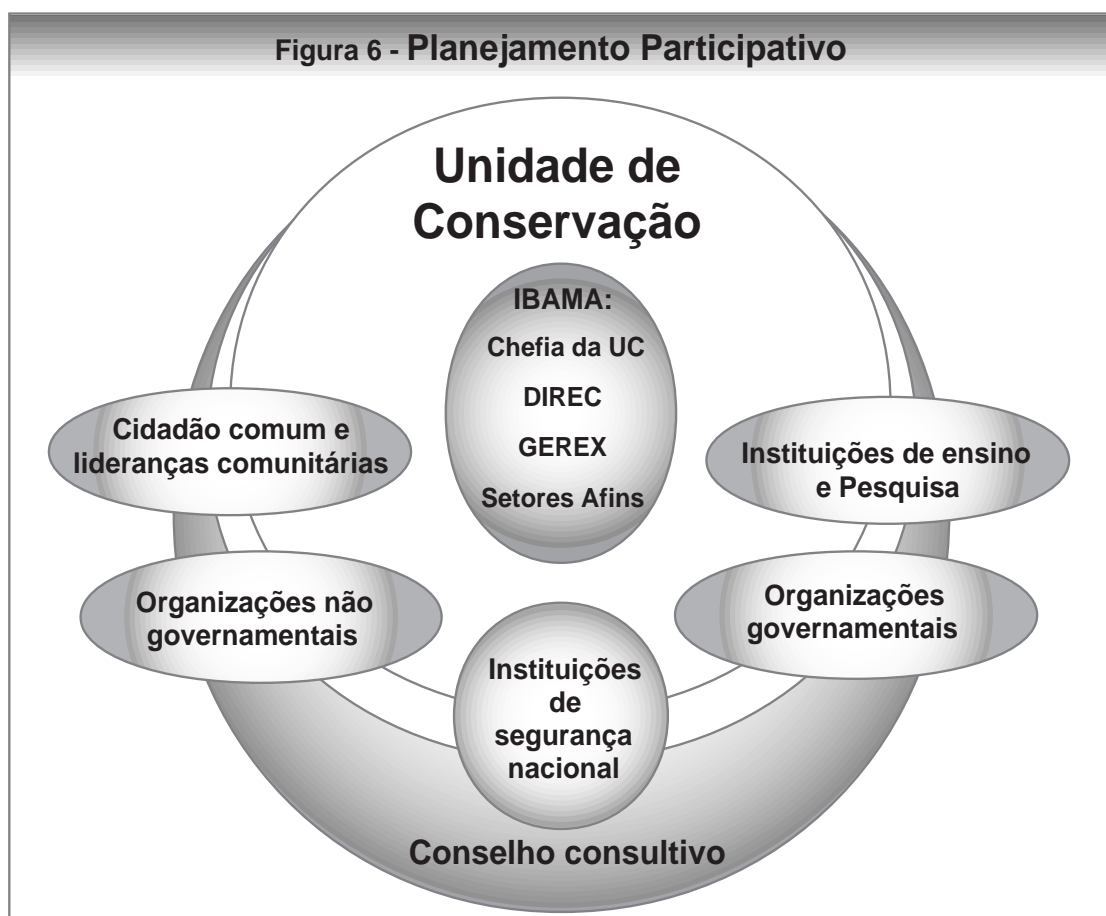 Figura 6 - Planejamento Participativo
Unidade de
Conservação
IBAMA:
Chefia da UC
DIREC
GEREX
Setores Afins
Cidadão comum e
lideranças comunitárias
Instituições de ensino
e Pesquisa
Organizações não
governamentais
Organizações
governamentais
Instituições
de
segurança
nacional
Conselho consultivo